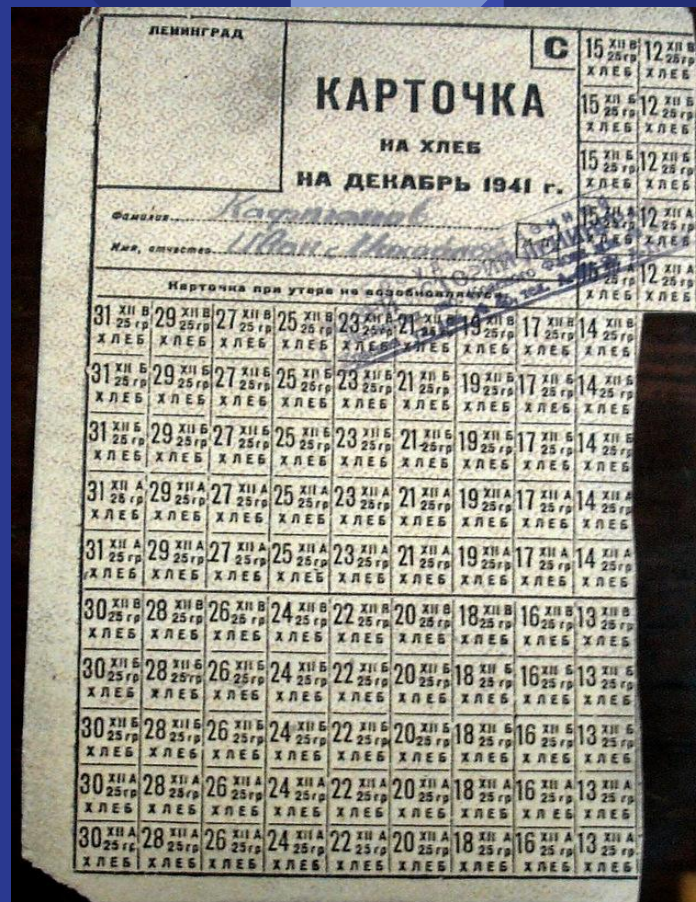 ЛЕНИНГРАД
С
КАРТОЧКА
НА ХЛЕБ
НА ДЕКАБРЬ 1941 г.
Фамилия
Имя, отчество Иван
Карточка при утере не возобновляется.
15 XII В 25 гр 12 XII В 25 гр
ХЛЕБ ХЛЕБ
15 XII Б 25 гр 12 XII Б 25 гр
ХЛЕБ ХЛЕБ
15 XII Б 25 гр 12 XII Б 25 гр
ХЛЕБ ХЛЕБ
15 XII А 25 гр 12 XII А 25 гр
ХЛЕБ ХЛЕБ
15 XII А 25 гр 12 XII А 25 гр
ХЛЕБ ХЛЕБ
31 XII В 25 гр 29 XII В 25 гр 27 XII В 25 гр 25 XII В 25 гр 23 XII В 25 гр 21 XII В 25 гр 19 XII В 25 гр 17 XII В 25 гр 14 XII В 25 гр
ХЛЕБ ХЛЕБ ХЛЕБ ХЛЕБ ХЛЕБ ХЛЕБ ХЛЕБ ХЛЕБ ХЛЕБ
31 XII Б 25 гр 29 XII Б 25 гр 27 XII Б 25 гр 25 XII Б 25 гр 23 XII Б 25 гр 21 XII Б 25 гр 19 XII Б 25 гр 17 XII Б 25 гр 14 XII Б 25 гр
ХЛЕБ ХЛЕБ ХЛЕБ ХЛЕБ ХЛЕБ ХЛЕБ ХЛЕБ ХЛЕБ ХЛЕБ
31 XII Б 25 гр 29 XII Б 25 гр 27 XII Б 25 гр 25 XII Б 25 гр 23 XII Б 25 гр 21 XII Б 25 гр 19 XII Б 25 гр 17 XII Б 25 гр 14 XII Б 25 гр
ХЛЕБ ХЛЕБ ХЛЕБ ХЛЕБ ХЛЕБ ХЛЕБ ХЛЕБ ХЛЕБ ХЛЕБ
31 XII А 25 гр 29 XII А 25 гр 27 XII А 25 гр 25 XII А 25 гр 23 XII А 25 гр 21 XII А 25 гр 19 XII А 25 гр 17 XII А 25 гр 14 XII А 25 гр
ХЛЕБ ХЛЕБ ХЛЕБ ХЛЕБ ХЛЕБ ХЛЕБ ХЛЕБ ХЛЕБ ХЛЕБ
31 XII А 25 гр 29 XII А 25 гр 27 XII А 25 гр 25 XII А 25 гр 23 XII А 25 гр 21 XII А 25 гр 19 XII А 25 гр 17 XII А 25 гр 14 XII А 25 гр
ХЛЕБ ХЛЕБ ХЛЕБ ХЛЕБ ХЛЕБ ХЛЕБ ХЛЕБ ХЛЕБ ХЛЕБ
30 XII В 25 гр 28 XII В 25 гр 26 XII В 25 гр 24 XII В 25 гр 22 XII В 25 гр 20 XII В 25 гр 18 XII В 25 гр 16 XII В 25 гр 13 XII В 25 гр
ХЛЕБ ХЛЕБ ХЛЕБ ХЛЕБ ХЛЕБ ХЛЕБ ХЛЕБ ХЛЕБ ХЛЕБ
30 XII Б 25 гр 28 XII Б 25 гр 26 XII Б 25 гр 24 XII Б 25 гр 22 XII Б 25 гр 20 XII Б 25 гр 18 XII Б 25 гр 16 XII Б 25 гр 13 XII Б 25 гр
ХЛЕБ ХЛЕБ ХЛЕБ ХЛЕБ ХЛЕБ ХЛЕБ ХЛЕБ ХЛЕБ ХЛЕБ
30 XII Б 25 гр 28 XII Б 25 гр 26 XII Б 25 гр 24 XII Б 25 гр 22 XII Б 25 гр 20 XII Б 25 гр 18 XII Б 25 гр 16 XII Б 25 гр 13 XII Б 25 гр
ХЛЕБ ХЛЕБ ХЛЕБ ХЛЕБ ХЛЕБ ХЛЕБ ХЛЕБ ХЛЕБ ХЛЕБ
30 XII А 25 гр 28 XII А 25 гр 26 XII А 25 гр 24 XII А 25 гр 22 XII А 25 гр 20 XII А 25 гр 18 XII А 25 гр 16 XII А 25 гр 13 XII А 25 гр
ХЛЕБ ХЛЕБ ХЛЕБ ХЛЕБ ХЛЕБ ХЛЕБ ХЛЕБ ХЛЕБ ХЛЕБ
30 XII А 25 гр 28 XII А 25 гр 26 XII А 25 гр 24 XII А 25 гр 22 XII А 25 гр 20 XII А 25 гр 18 XII А 25 гр 16 XII А 25 гр 13 XII А 25 гр
ХЛЕБ ХЛЕБ ХЛЕБ ХЛЕБ ХЛЕБ ХЛЕБ ХЛЕБ ХЛЕБ ХЛЕБ